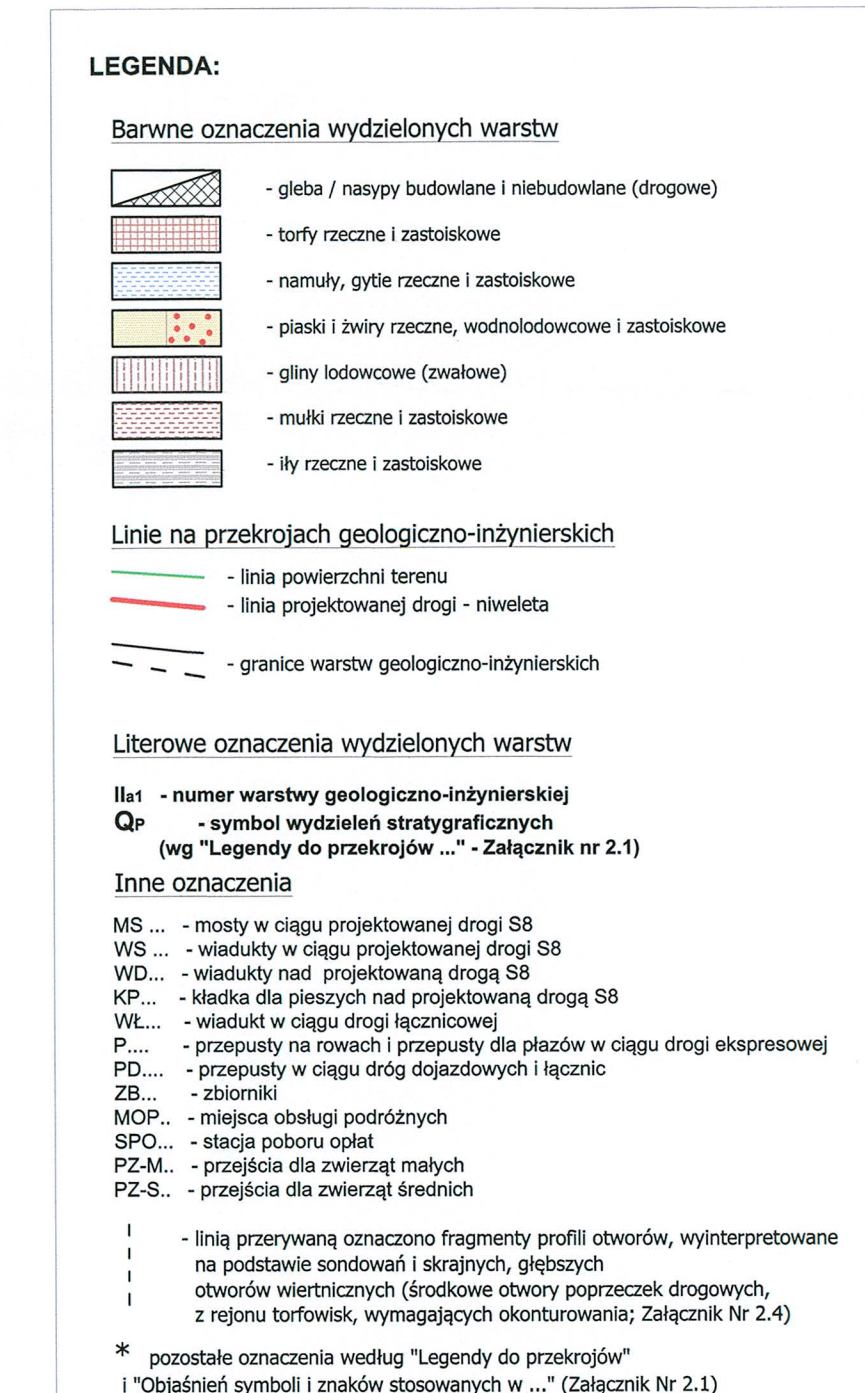 LEGENDA:
Barwne oznaczenia wydzielonych warstw
- gleba / nasypy budowlane i niebudowlane (drogowe)
- torfy rzeczne i zastoiskowe
- namuły, gytie rzeczne i zastoiskowe
- piaski i żwiry rzeczne, wodnolodowcowe i zastoiskowe
- gliny lodowcowe (zwałowe)
- mułki rzeczne i zastoiskowe
- iły rzeczne i zastoiskowe
Linie na przekrojach geologiczno-inżynierskich
- linia powierzchni terenu
- linia projektowanej drogi - niweleta
- granice warstw geologiczno-inżynierskich
Literowe oznaczenia wydzielonych warstw
IIa1 - numer warstwy geologiczno-inżynierskiej
QP - symbol wydzieleń stratygraficznych
(wg "Legendy do przekrojów ..." - Załącznik nr 2.1)
Inne oznaczenia
MS ... - mosty w ciągu projektowanej drogi S8
WS ... - wiadukty w ciągu projektowanej drogi S8
WD... - wiadukty nad projektowaną drogą S8
KP... - kładka dla pieszych nad projektowaną drogą S8
WŁ... - wiadukt w ciągu drogi łącznicowej
P.... - przepusty na rowach i przepusty dla płazów w ciągu drogi ekspresowej
PD.... - przepusty w ciągu dróg dojazdowych i łącznic
ZB... - zbiorniki
MOP.. - miejsca obsługi podróżnych
SPO... - stacja poboru opłat
PZ-M.. - przejścia dla zwierząt małych
PZ-S.. - przejścia dla zwierząt średnich
- linią przerywaną oznaczono fragmenty profili otworów, wyinterpretowane
na podstawie sondowań i skrajnych, głębszych
otworów wiertnicznych (środkowe otwory poprzeczek drogowych,
z rejonu torfowisk, wymagających okonturowania; Załącznik Nr 2.4)
* pozostałe oznaczenia według "Legendy do przekrojów"
i "Objaśnień symboli i znaków stosowanych w ..." (Załącznik Nr 2.1)